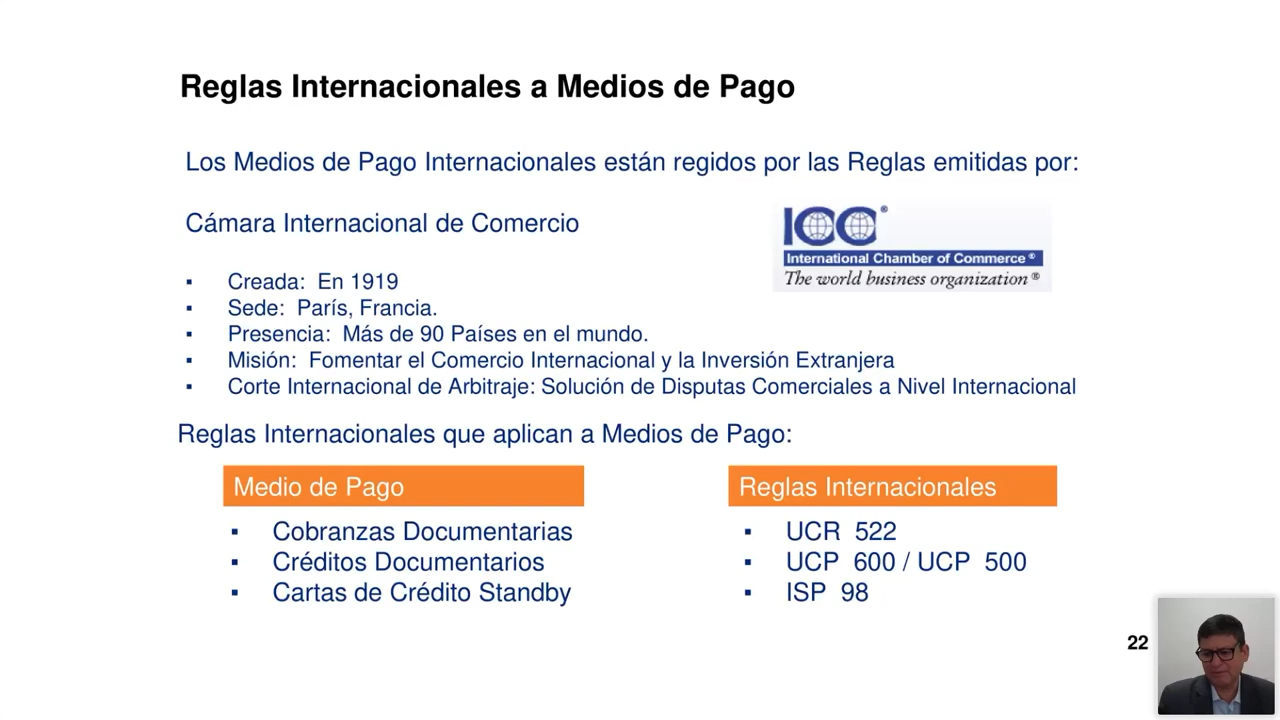 Reglas Internacionales a Medios de Pago
Los Medios de Pago Internacionales están regidos por las Reglas emitidas por:
Cámara Internacional de Comercio
ICC®
International Chamber of Commerce®
The world business organization®
▪ Creada: En 1919
▪ Sede: París, Francia.
▪ Presencia: Más de 90 Países en el mundo.
▪ Misión: Fomentar el Comercio Internacional y la Inversión Extranjera
▪ Corte Internacional de Arbitraje: Solución de Disputas Comerciales a Nivel Internacional
Reglas Internacionales que aplican a Medios de Pago:
Medio de Pago
▪ Cobranzas Documentarias
▪ Créditos Documentarios
▪ Cartas de Crédito Standby
Reglas Internacionales
▪ UCR 522
▪ UCP 600 / UCP 500
▪ ISP 98
22